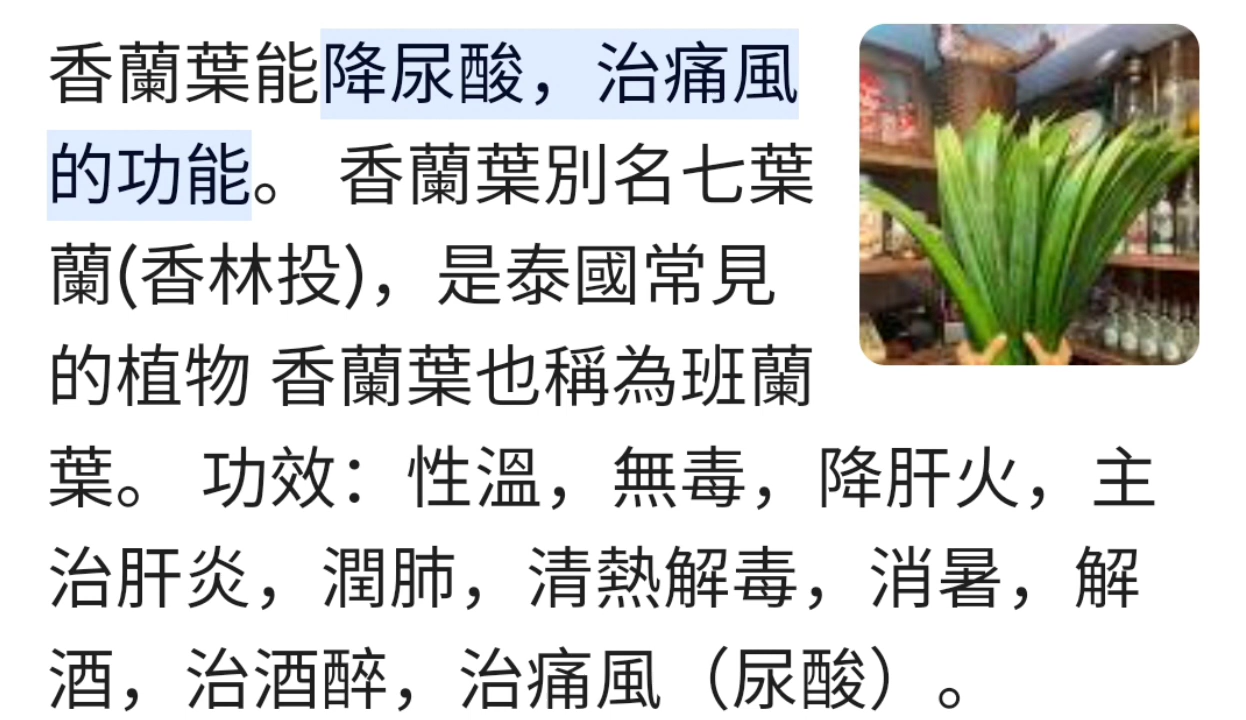 香蘭葉能降尿酸，治痛風
的功能。 香蘭葉別名七葉
蘭(香林投)，是泰國常見
的植物 香蘭葉也稱為班蘭
葉。 功效：性溫，無毒，降肝火，主
治肝炎，潤肺，清熱解毒，消暑，解
酒，治酒醉，治痛風（尿酸）。